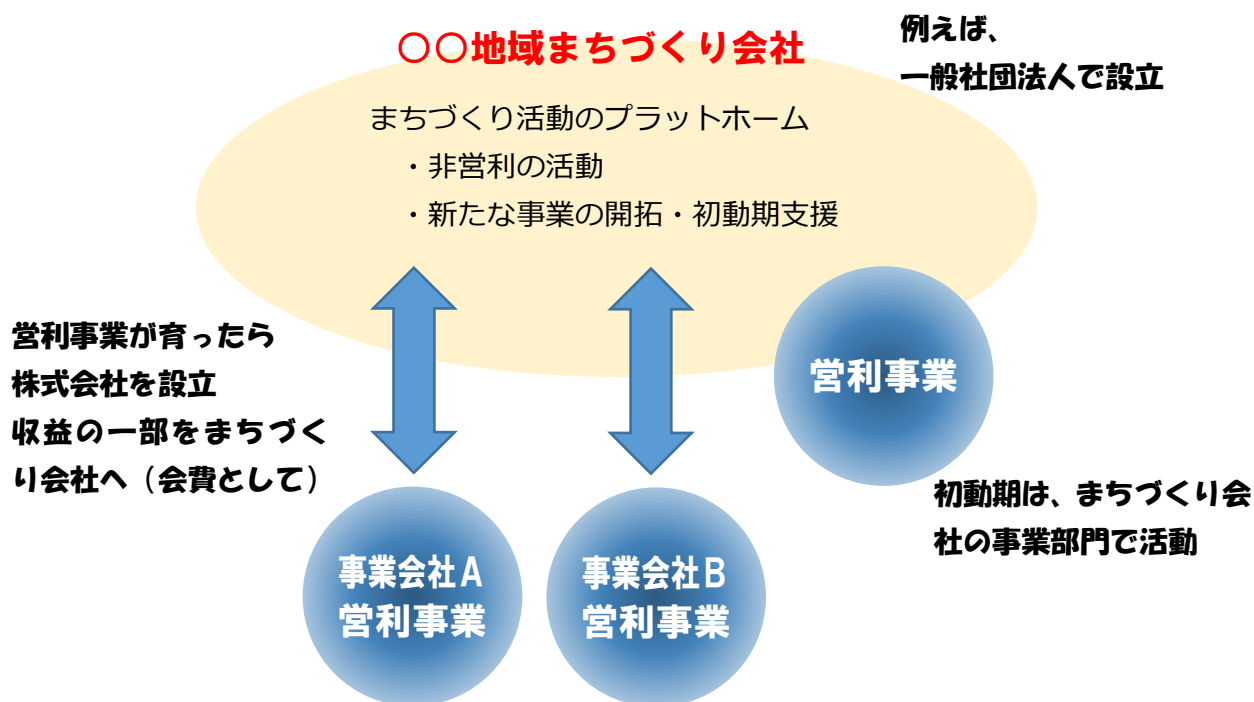 〇〇地域まちづくり会社
例えば、
一般社団法人で設立
まちづくり活動のプラットホーム
・非営利の活動
・新たな事業の開拓・初動期支援
営利事業が育ったら
株式会社を設立
収益の一部をまちづく
り会社へ（会費として）
営利事業
初動期は、まちづくり会
社の事業部門で活動
事業会社A
営利事業
事業会社B
営利事業